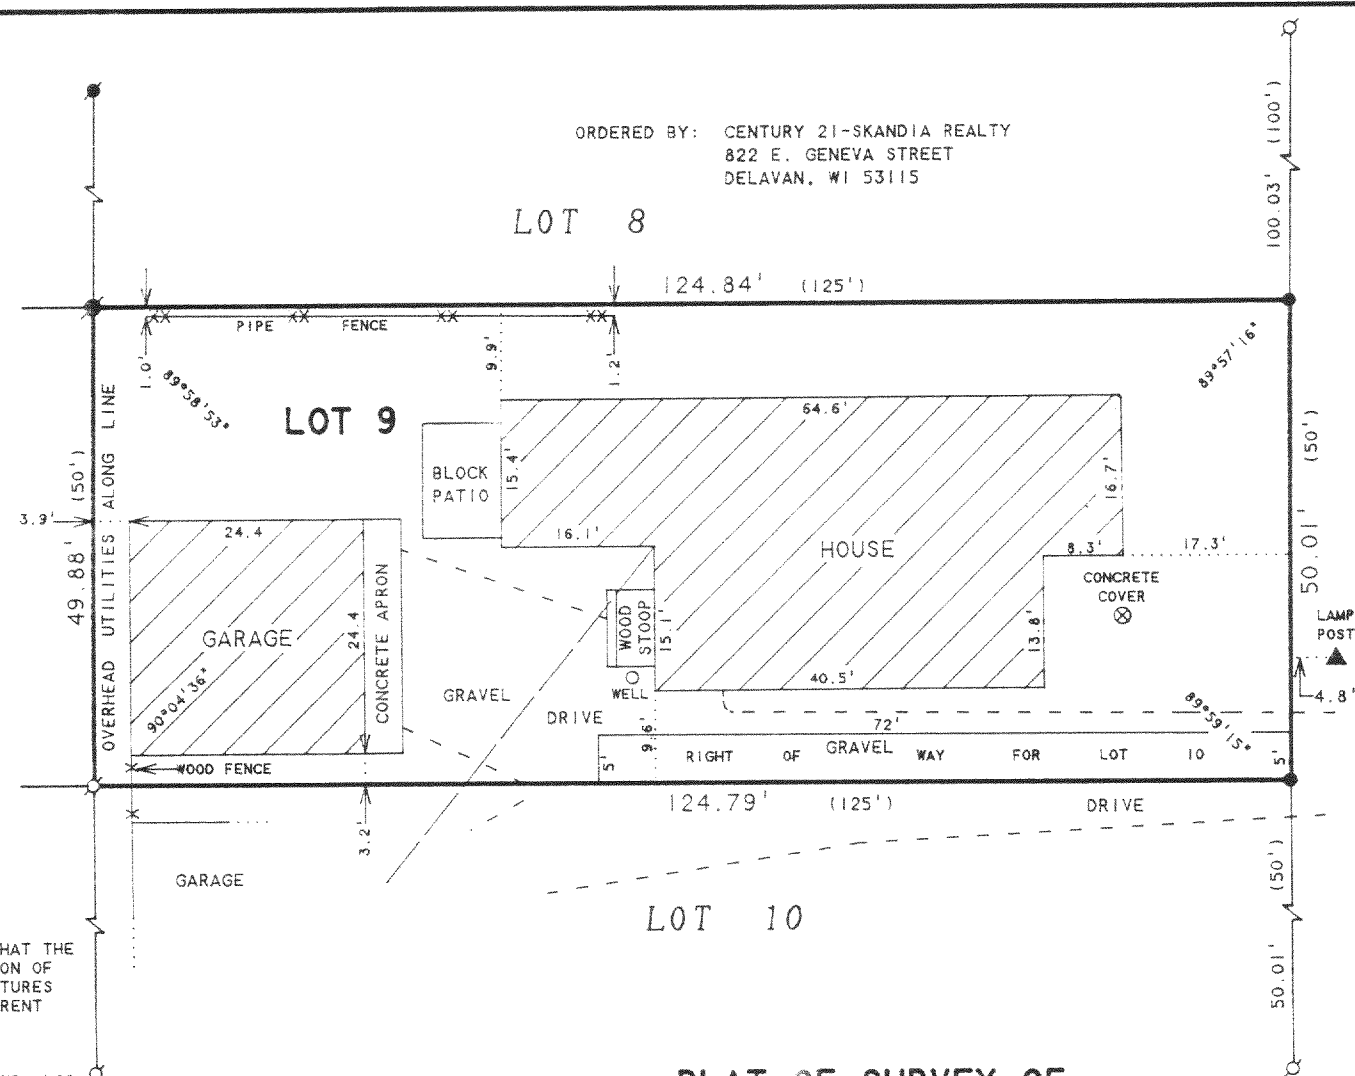 (100')
100.03'
ORDERED BY: CENTURY 21-SKANDIA REALTY
822 E. GENEVA STREET
DELAVAN, WI 53115
LOT 8
124.84' (125')
PIPE FENCE
1.0'
89°58'53"
9.9'
1.2'
89°57'16"
LOT 9
64.6'
BLOCK
PATIO
15.4'
16.7'
(50')
50.01'
OVERHEAD UTILITIES ALONG LINE
(50')
49.88'
3.9'
24.4
16.1'
HOUSE
8.3'
17.3'
CONCRETE
COVER
LAMP
POST
4.8'
GARAGE
24.4
CONCRETE APRON
90°04'36"
WOOD
STOOP
15.1'
13.8'
WELL
40.5'
GRAVEL
DRIVE
72'
89°59'15"
9.6'
5'
RIGHT OF GRAVEL WAY FOR LOT 10
5'
WOOD FENCE
124.79' (125')
DRIVE
3.2'
GARAGE
LOT 10
(50')
50.01'
HAT THE
ON OF
TURES
RENT
PLAT OF SURVEY OF